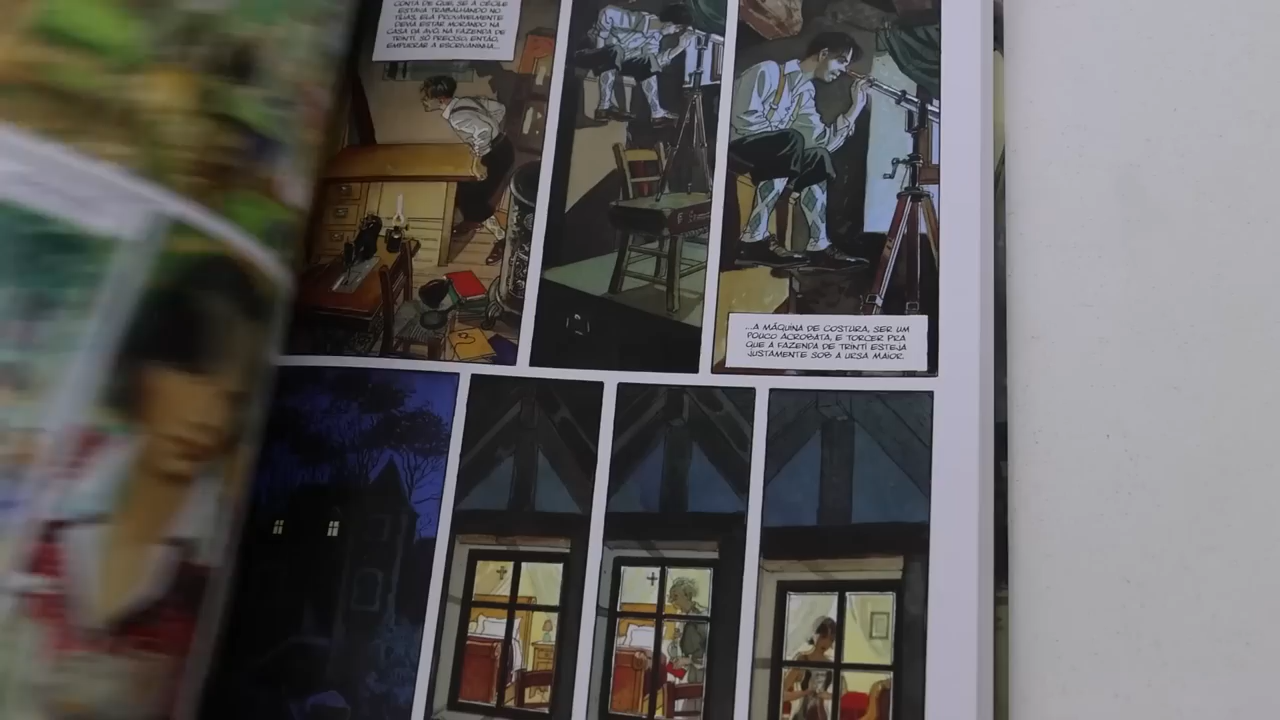 CONTA DE QUE, SE A CÉCILE
ESTAVA TRABALHANDO NO
TILÍAS, ELA PROVAVELMENTE
DEVIA ESTAR MORANDO NA
CASA DA AVÓ, NA FAZENDA DE
TRINTI. SÓ PRECISO, ENTÃO,
EMPURRAR A ESCRIVANINHA...
...A MÁQUINA DE COSTURA, SER UM
POUCO ACROBATA, E TORCER PRA
QUE A FAZENDA DE TRINTI ESTEJA
JUSTAMENTE SOB A URSA MAIOR.